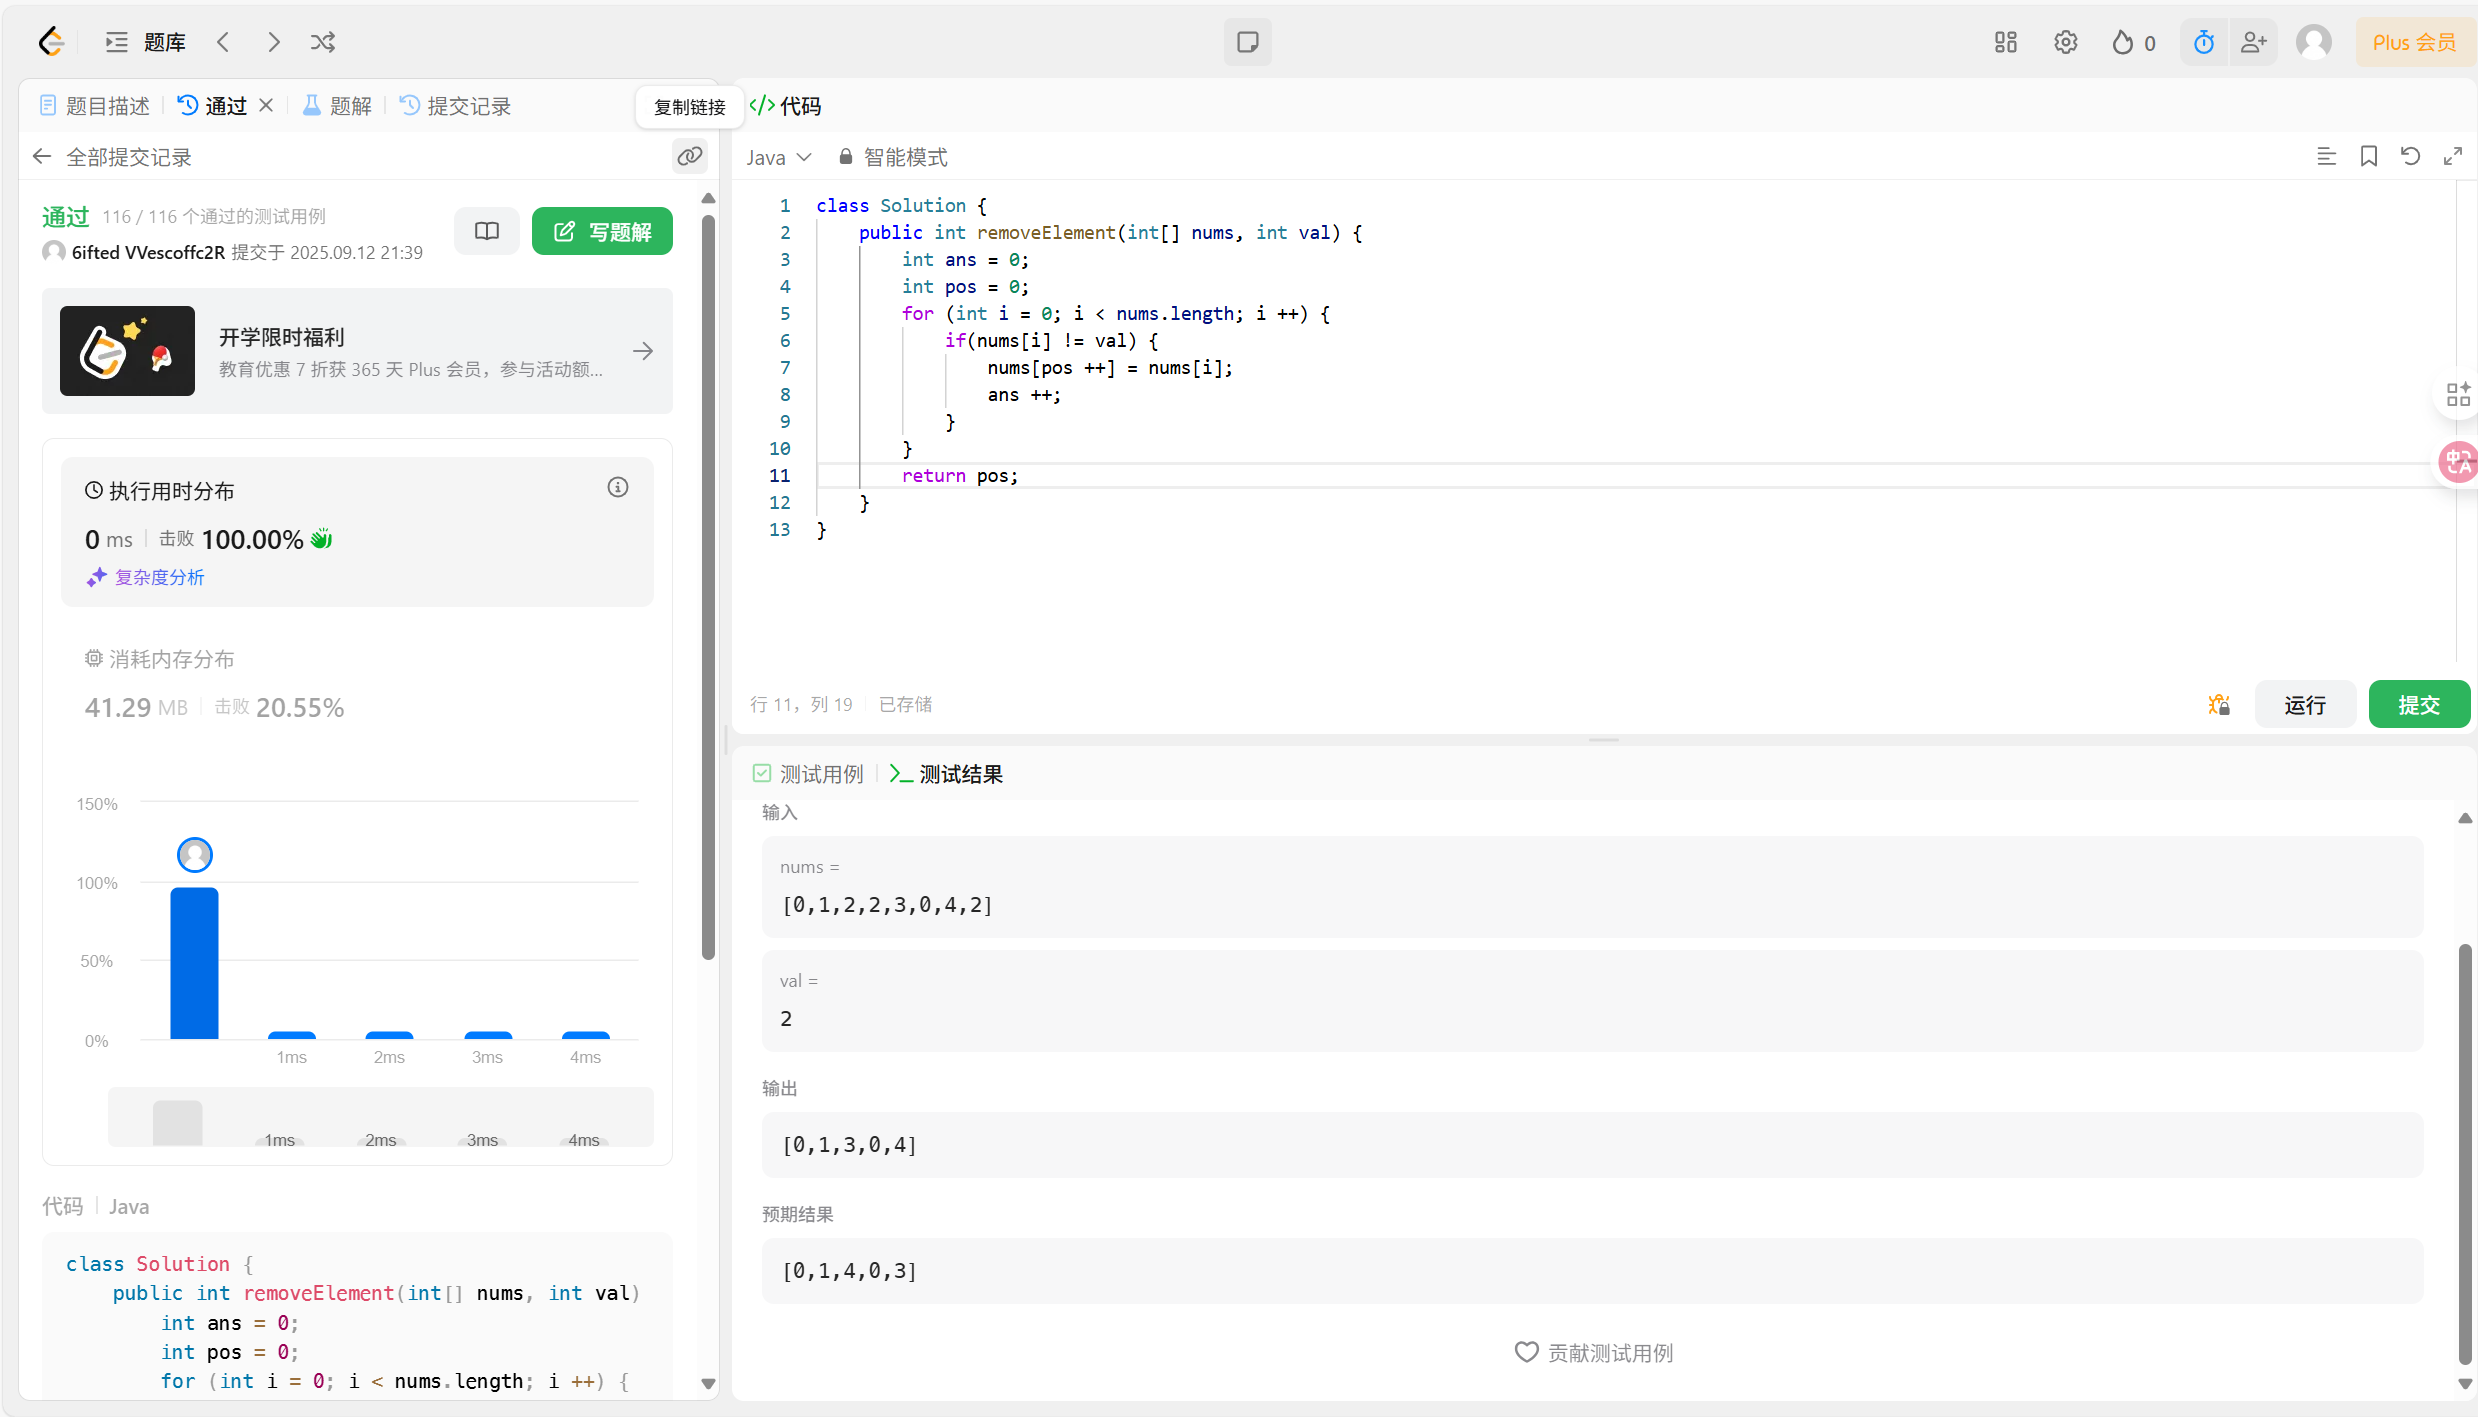 题库
0
Plus 会员
题目描述
通过
题解
提交记录
复制链接
全部提交记录
通过 116 / 116 个通过的测试用例
6ifted VVescoffc2R 提交于 2025.09.12 21:39
写题解
开学限时福利
教育优惠 7 折获 365 天 Plus 会员，参与活动额...
执行用时分布
0 ms 击败 100.00%
复杂度分析
消耗内存分布
41.29 MB 击败 20.55%
150%
100%
50%
0%
1ms 2ms 3ms 4ms
1ms 2ms 3ms 4ms
代码 Java
class Solution {
    public int removeElement(int[] nums, int val)
        int ans = 0;
        int pos = 0;
        for (int i = 0; i < nums.length; i ++) {
</> 代码
Java 智能模式
1 class Solution {
2     public int removeElement(int[] nums, int val) {
3         int ans = 0;
4         int pos = 0;
5         for (int i = 0; i < nums.length; i ++) {
6             if(nums[i] != val) {
7                 nums[pos ++] = nums[i];
8                 ans ++;
9             }
10         }
11         return pos;
12     }
13 }
中A
行 11，列 19 已存储
运行
提交
测试用例
测试结果
输入
nums =
[0,1,2,2,3,0,4,2]
val =
2
输出
[0,1,3,0,4]
预期结果
[0,1,4,0,3]
贡献测试用例